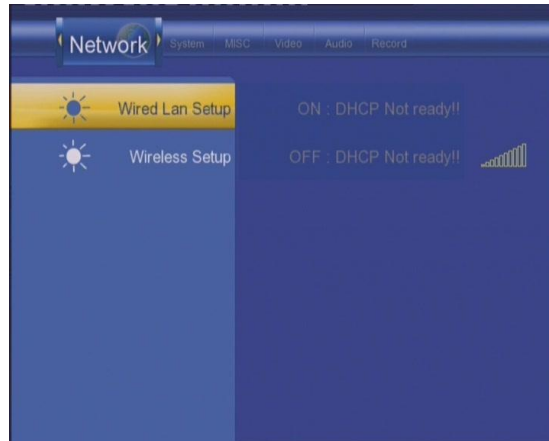 Network System MISC Video Audio Record
Wired Lan Setup ON : DHCP Not ready!!
Wireless Setup OFF : DHCP Not ready!!